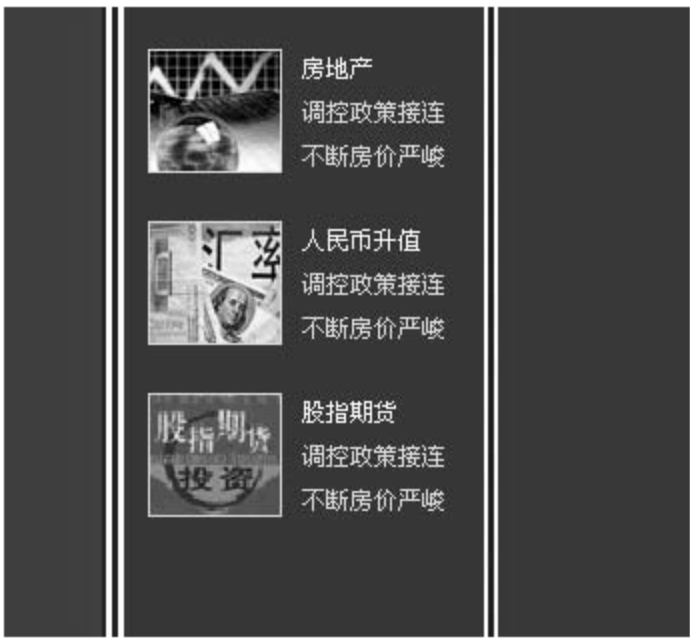 房地产
调控政策接连
不断房价严峻
汇率
人民币升值
调控政策接连
不断房价严峻
股指期货
投资
股指期货
调控政策接连
不断房价严峻